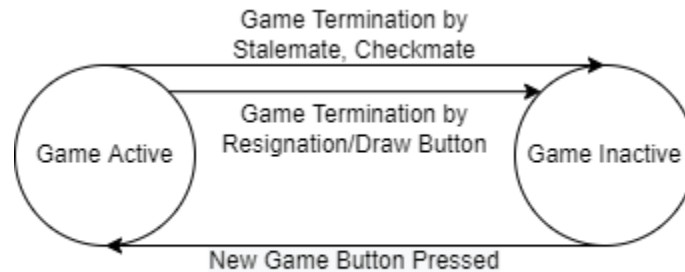 Game Termination by
Stalemate, Checkmate
Game Termination by
Resignation/Draw Button
Game Active
Game Inactive
New Game Button Pressed